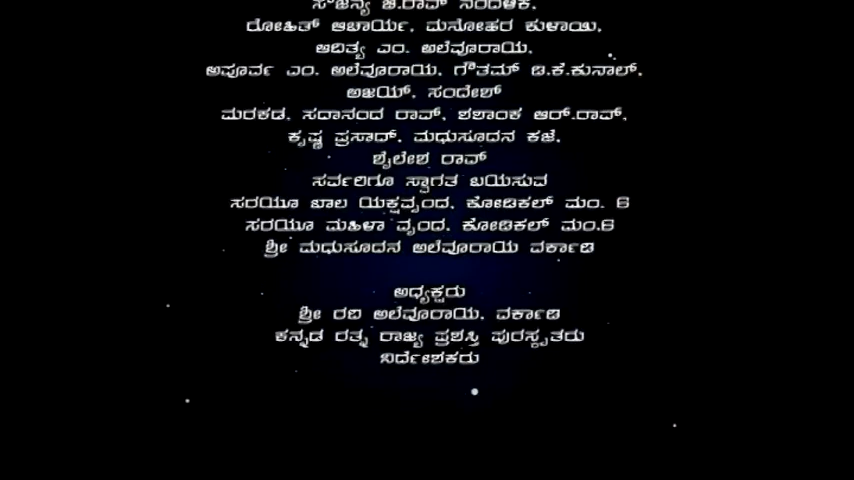 ಸೌಜನ್ಯ ಬಿ.ರಾವ್ ನಂದಳಿಕೆ,
ರೋಹಿತ್ ಆಚಾರ್ಯ, ಮನೋಹರ ಕುಳಾಯಿ,
ಆದಿತ್ಯ ಎಂ. ಅಲೆವೂರಾಯ,
ಅಪೂರ್ವ ಎಂ. ಅಲೆವೂರಾಯ, ಗೌತಮ್ ಡಿ.ಕೆ.ಕುನಾಲ್,
ಅಜಯ್, ಸಂದೇಶ್
ಮರಕಡ, ಸದಾನಂದ ರಾವ್, ಶಶಾಂಕ ಆರ್.ರಾವ್,
ಕೃಷ್ಣ ಪ್ರಸಾದ್, ಮಧುಸೂದನ ಕಜೆ,
ಶೈಲೇಶ ರಾವ್
ಸರ್ವರಿಗೂ ಸ್ವಾಗತ ಬಯಸುವ
ಸರಯೂ ಬಾಲ ಯಕ್ಷವೃಂದ, ಕೋಡಿಕಲ್ ಮಂ. 6
ಸರಯೂ ಮಹಿಳಾ ವೃಂದ, ಕೋಡಿಕಲ್ ಮಂ.6
ಶ್ರೀ ಮಧುಸೂದನ ಅಲೆವೂರಾಯ ವರ್ಕಾಡಿ
ಅಧ್ಯಕ್ಷರು
ಶ್ರೀ ರವಿ ಅಲೆವೂರಾಯ, ವರ್ಕಾಡಿ
ಕನ್ನಡ ರತ್ನ ರಾಜ್ಯ ಪ್ರಶಸ್ತಿ ಪುರಸ್ಕೃತರು
ನಿರ್ದೇಶಕರು